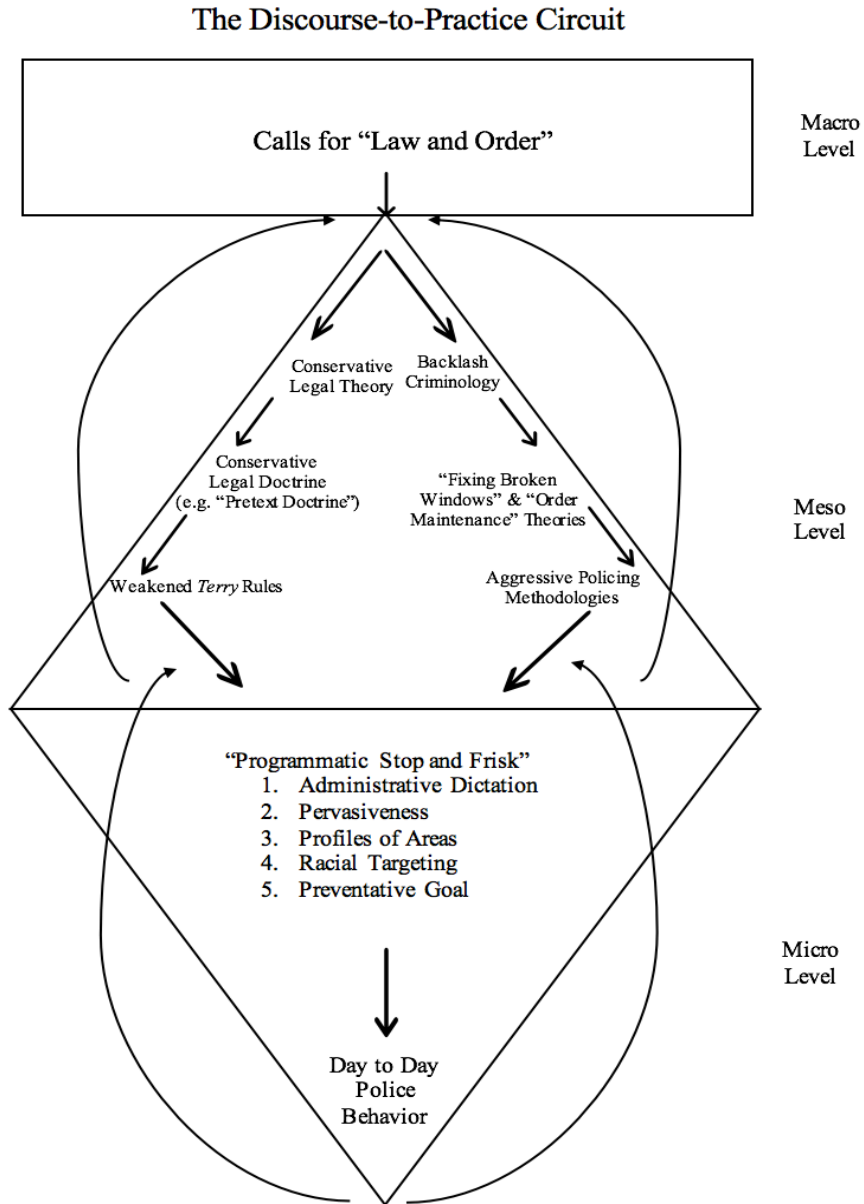 The Discourse-to-Practice Circuit
Calls for “Law and Order”
Macro
Level
Conservative
Legal Theory
Backlash
Criminology
Conservative
Legal Doctrine
(e.g. “Pretext Doctrine”)
“Fixing Broken
Windows” & “Order
Maintenance” Theories
Meso
Level
Weakened Terry Rules
Aggressive Policing
Methodologies
“Programmatic Stop and Frisk”
1. Administrative Dictation
2. Pervasiveness
3. Profiles of Areas
4. Racial Targeting
5. Preventative Goal
Micro
Level
Day to Day
Police
Behavior